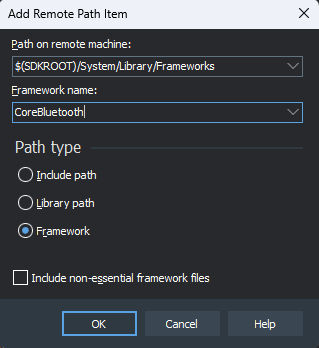 Add Remote Path Item
Path on remote machine:
$(SDKROOT)/System/Library/Frameworks
Framework name:
CoreBluetooth
Path type
Include path
Library path
Framework
Include non-essential framework files
OK
Cancel
Help